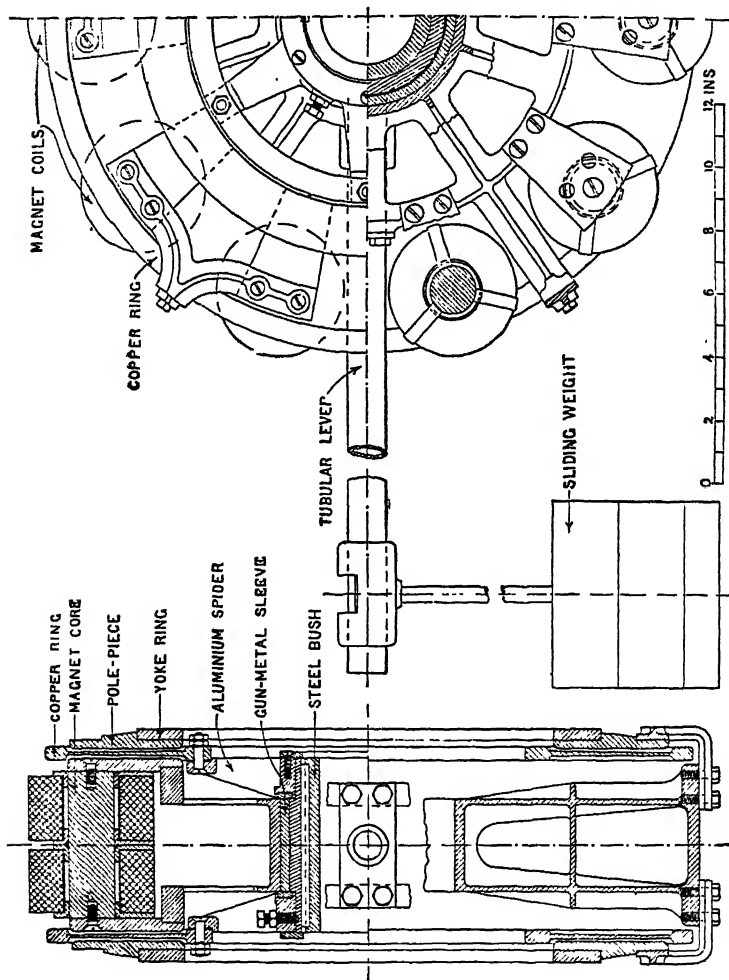 MAGNET COILS
COPPER RING
TUBULAR LEVER
SLIDING WEIGHT
0 2 4 6 8 10 12 INS
COPPER RING
MAGNET CORE
POLE-PIECE
YOKE RING
ALUMINIUM SPIDER
GUN-METAL SLEEVE
STEEL BUSH